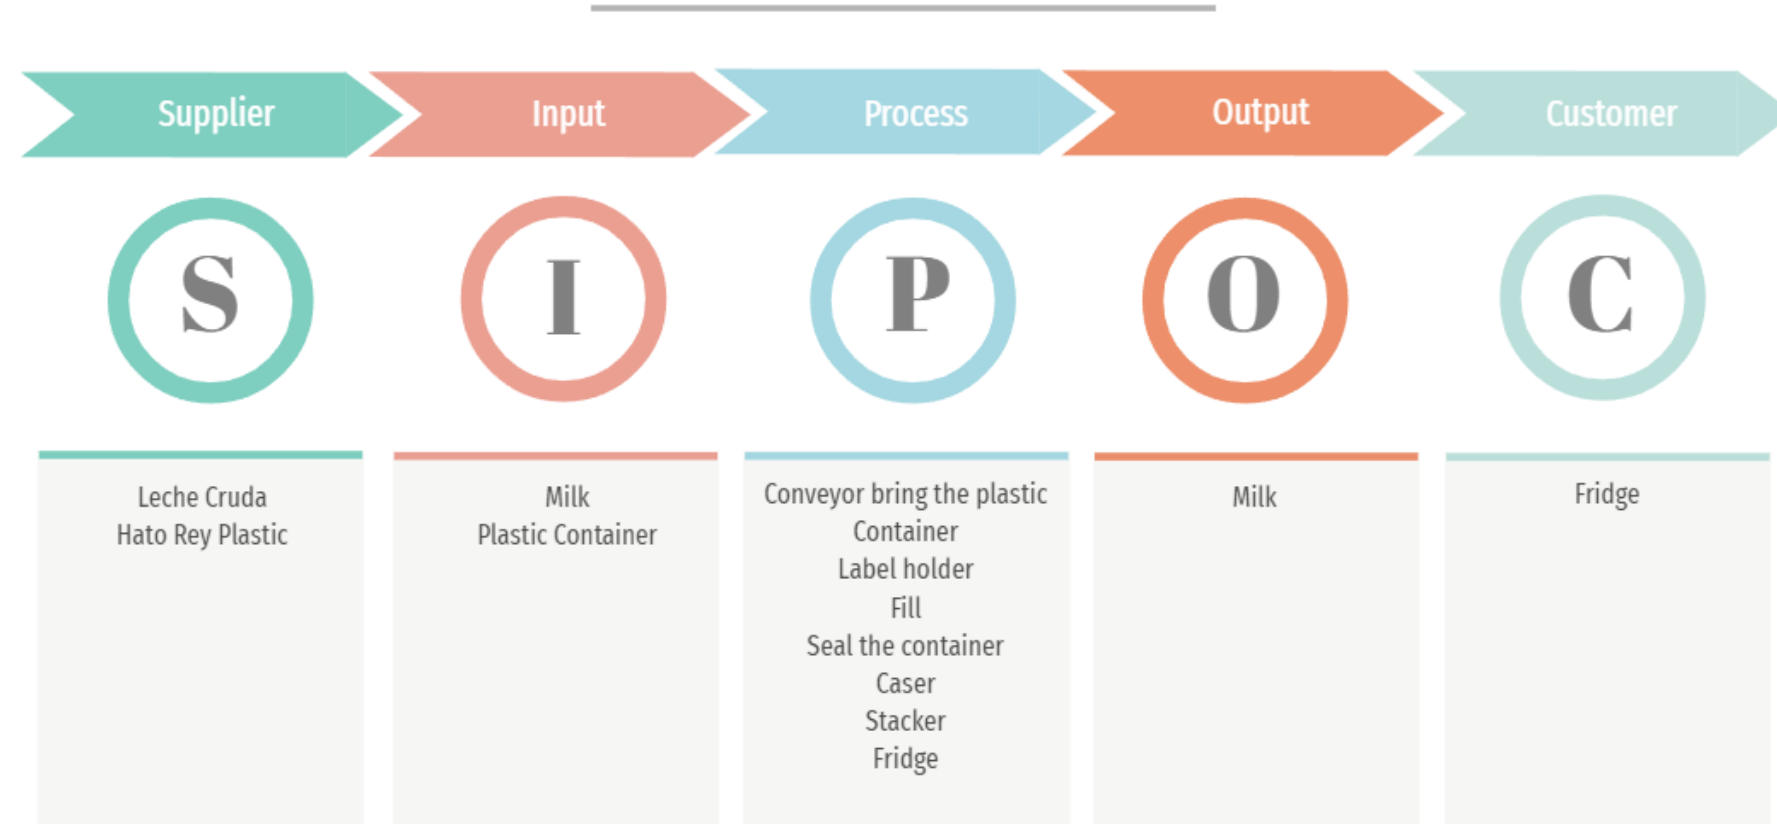 Supplier
Input
Process
Output
Customer
S
I
P
O
C
Leche Cruda
Hato Rey Plastic
Milk
Plastic Container
Conveyor bring the plastic
Container
Label holder
Fill
Seal the container
Caser
Stacker
Fridge
Milk
Fridge